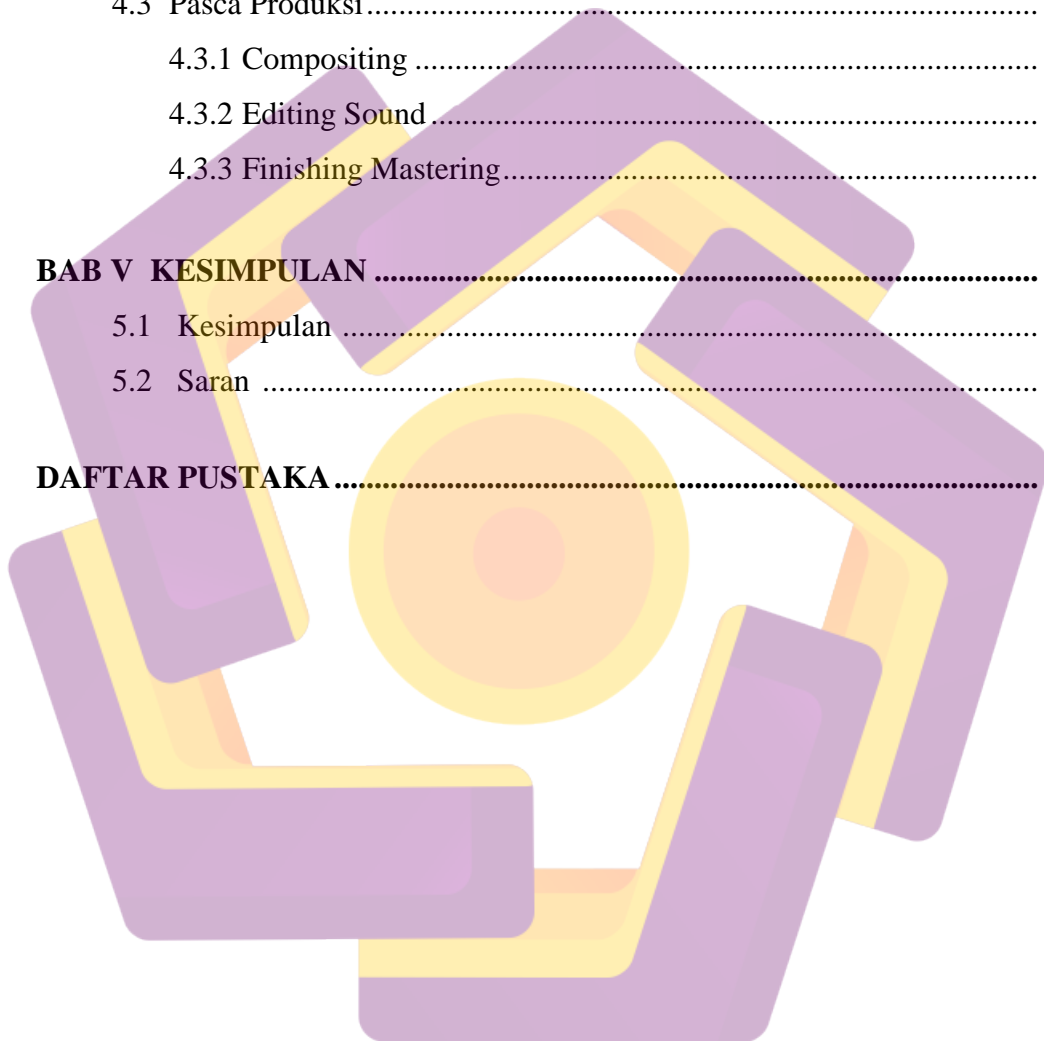 4.3 Pasca Produksi..........................................................................................
4.3.1 Compositing ..................................................................................
4.3.2 Editing Sound................................................................................
4.3.3 Finishing Mastering.......................................................................
BAB V KESIMPULAN ...................................................................................
5.1 Kesimpulan .........................................................................................
5.2 Saran ...................................................................................................
DAFTAR PUSTAKA........................................................................................